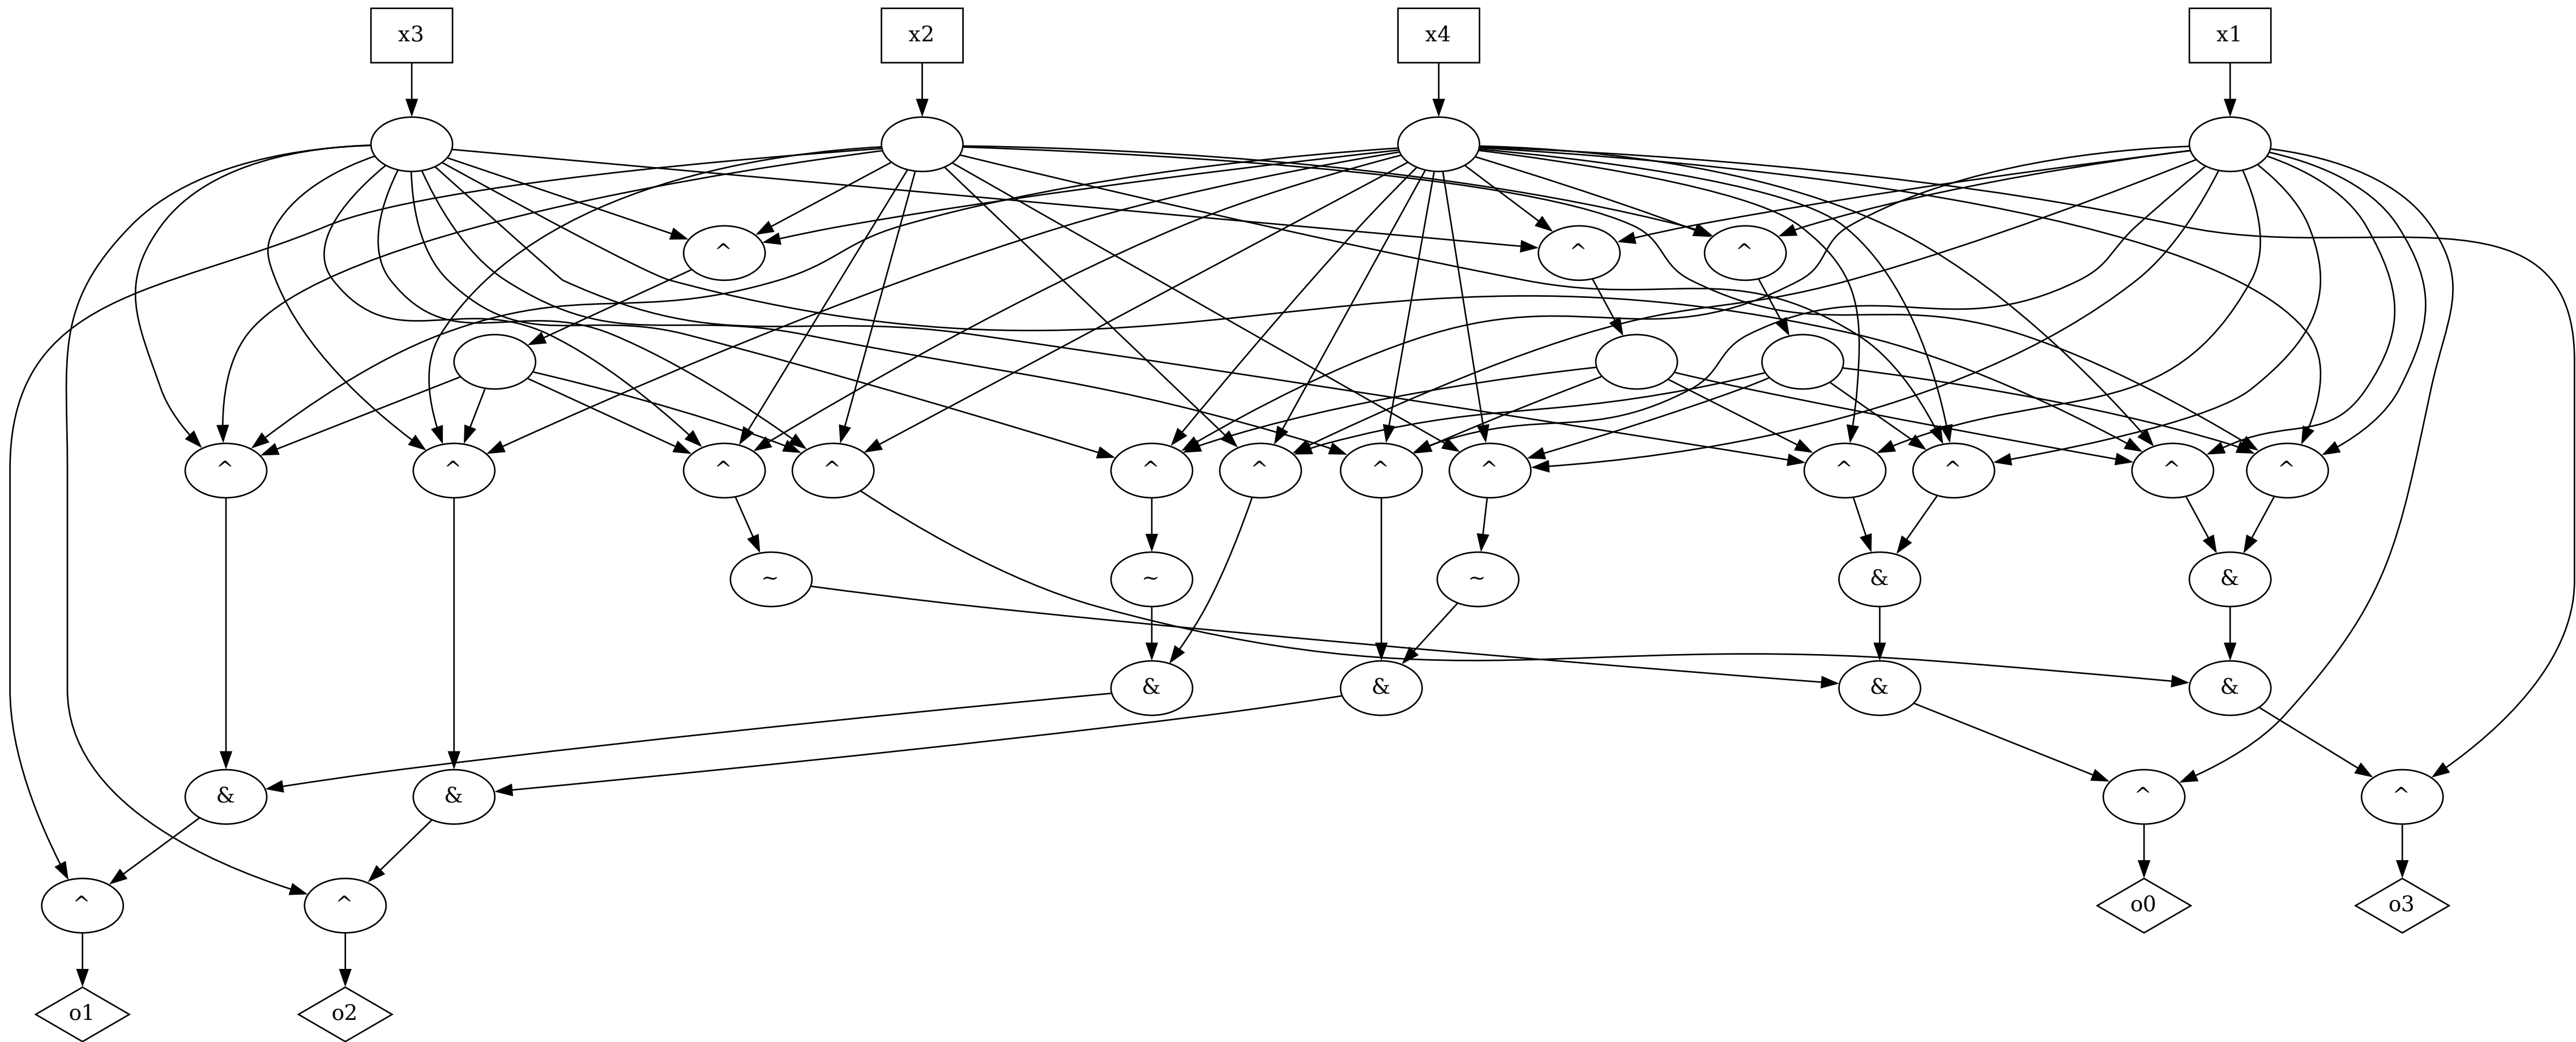 x3 x2 x4 x1
^ ^ ^
^ ^ ^ ^ ^ ^ ^ ^ ^ ^ ^ ^
~ ~ ~ & &
& & & &
& & ^ ^
^ ^ o0 o3
o1 o2